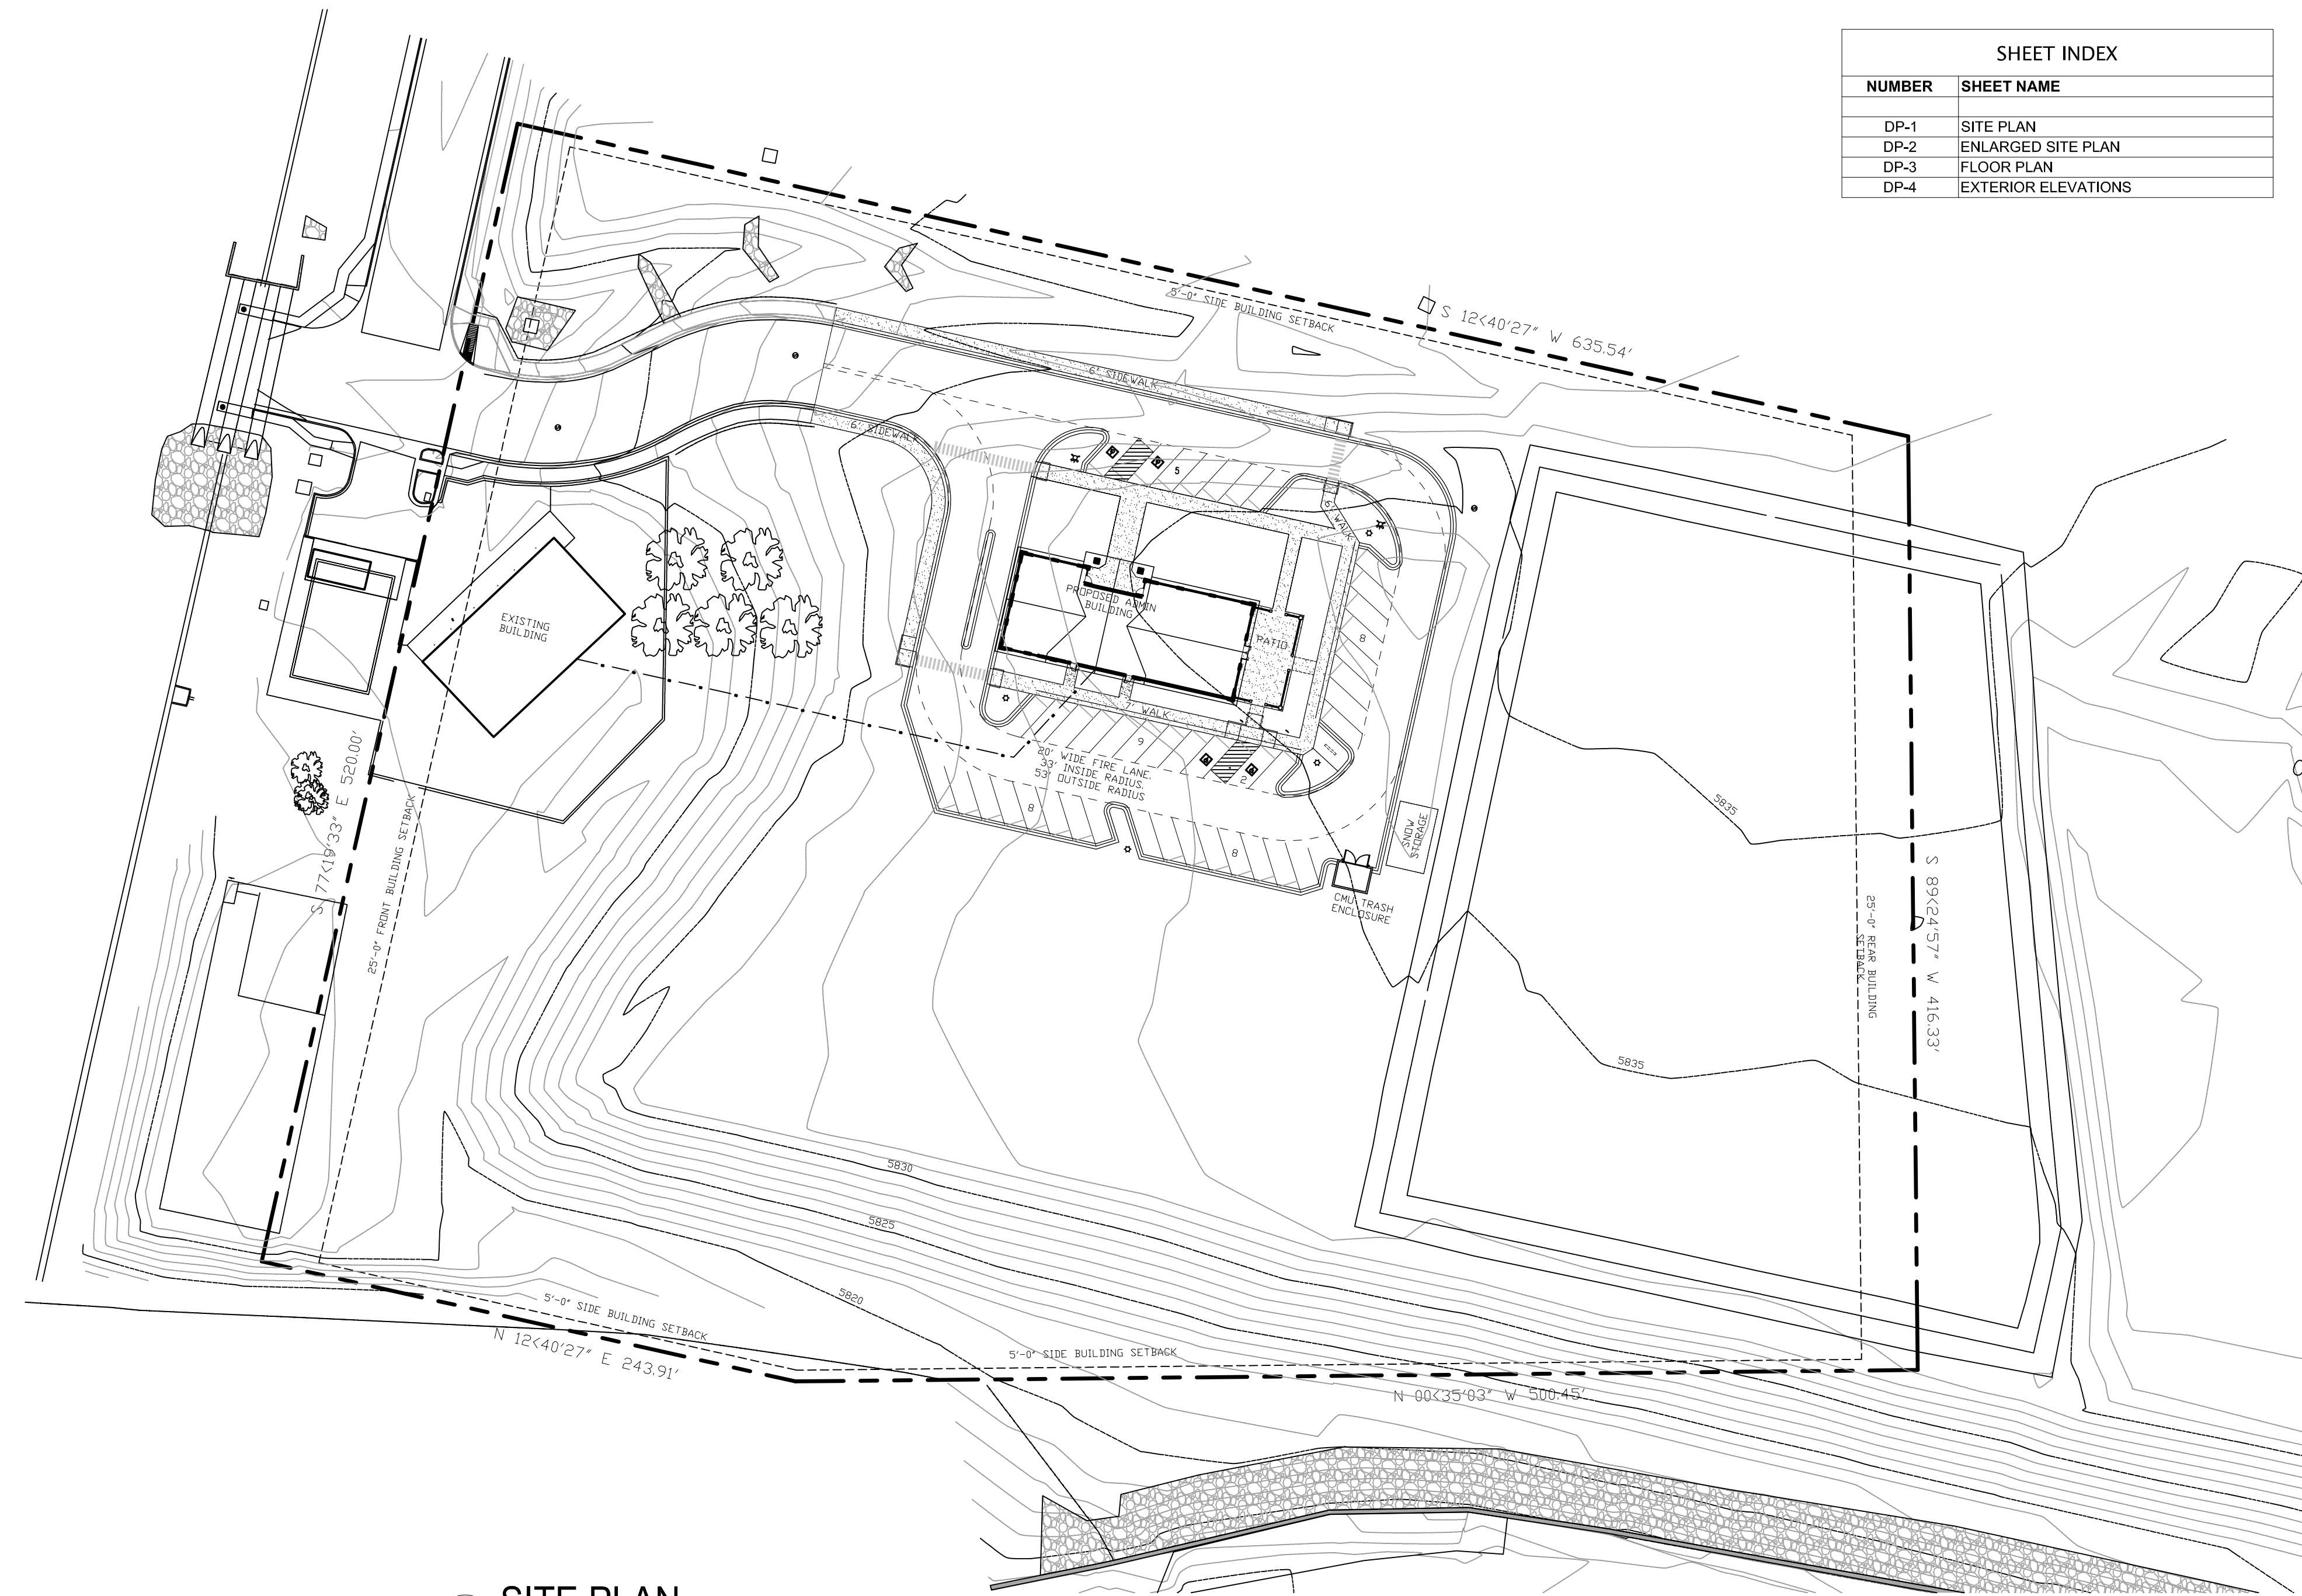 SHEET INDEX
NUMBER SHEET NAME
DP-1 SITE PLAN
DP-2 ENLARGED SITE PLAN
DP-3 FLOOR PLAN
DP-4 EXTERIOR ELEVATIONS
5'-0" SIDE BUILDING SETBACK
S 12<40'27" W 635.54'
6' SIDEWALK
6' SIDEWALK
5
6' WALK
EXISTING
BUILDING
PROPOSED ADMIN
BUILDING
PATIO
8
7' WALK
9
2
20' WIDE FIRE LANE.
33' INSIDE RADIUS.
53' OUTSIDE RADIUS
8
8
SNOW
STORAGE
CMU TRASH
ENCLOSURE
S 77<19'33" E 520.00'
25'-0" FRONT BUILDING SETBACK
5835
S 89<24'57" W 416.33'
25'-0" REAR BUILDING
SETBACK
5835
5830
5825
5820
5'-0" SIDE BUILDING SETBACK
N 12<40'27" E 243.91'
5'-0" SIDE BUILDING SETBACK
N 00<35'03" W 500.45'
SITE PLAN